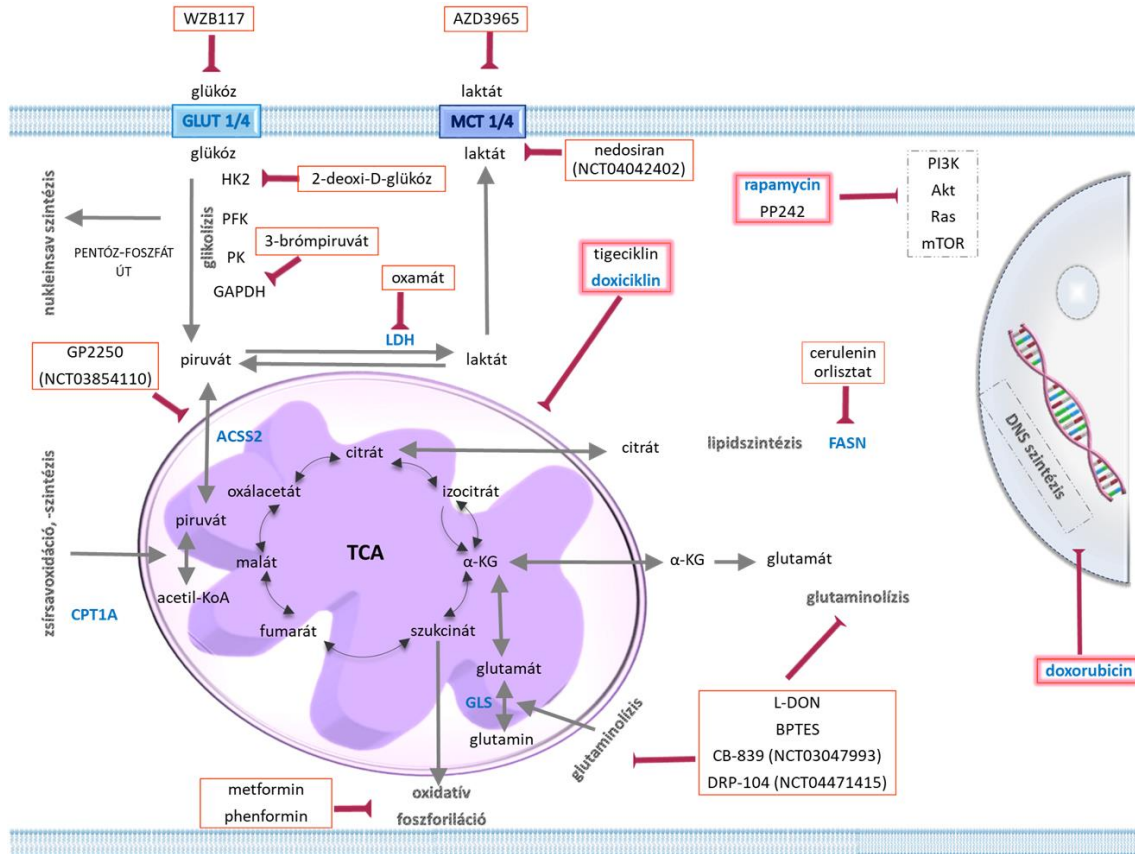 WZB117
AZD3965
glükóz
laktát
GLUT 1/4
MCT 1/4
glükóz
laktát
nedosiran
(NCT04042402)
HK2
2-deoxi-D-glükóz
PI3K
Akt
Ras
mTOR
rapamycin
PP242
nukleinsav szintézis
PENTÓZ-FOSZFÁT
ÚT
glikolízis
PFK
PK
GAPDH
3-brómpiruvát
oxamát
tigeciklin
doxiciklin
LDH
GP2250
(NCT03854110)
piruvát
laktát
cerulenin
orlisztat
ACSS2
citrát
citrát
lipidszintézis
FASN
DNS szintézis
oxálacetát
izocitrát
piruvát
malát
TCA
α-KG
α-KG
glutamát
zsírsavoxidáció, -szintézis
acetil-KoA
CPT1A
fumarát
szukcinát
glutaminolízis
glutamát
GLS
glutamin
glutaminolízis
doxorubicin
L-DON
BPTES
CB-839 (NCT03047993)
DRP-104 (NCT04471415)
metformin
phenformin
oxidatív
foszforiláció